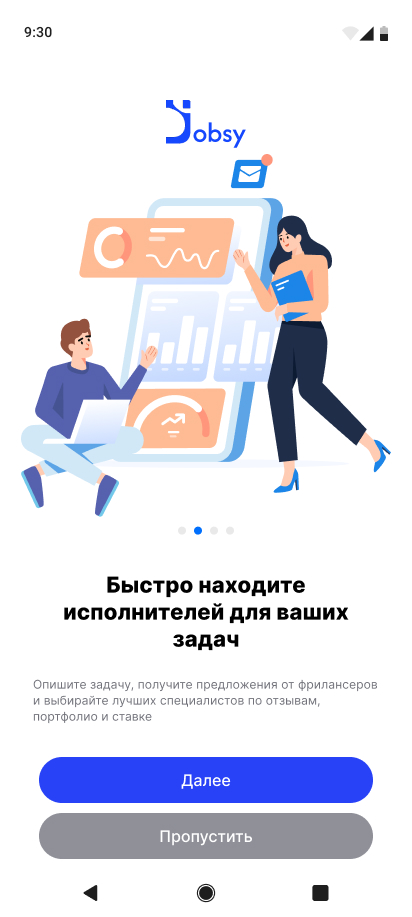 9:30
Jobsy
Быстро находите
исполнителей для ваших
задач
Опишите задачу, получите предложения от фрилансеров
и выбирайте лучших специалистов по отзывам,
портфолио и ставке
Далее
Пропустить